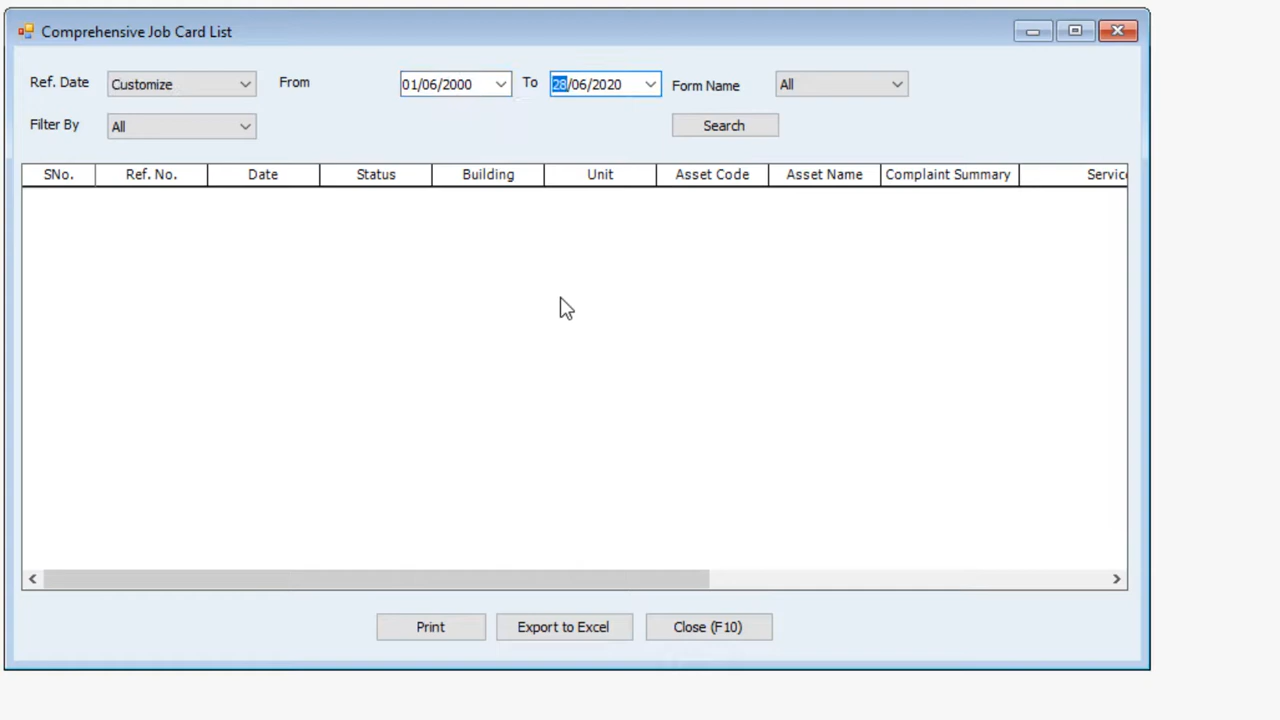 Comprehensive Job Card List
Ref. Date Customize From 01/06/2000 To 28/06/2020 Form Name All
Filter By All Search
SNo. Ref. No. Date Status Building Unit Asset Code Asset Name Complaint Summary Service
Print Export to Excel Close (F10)